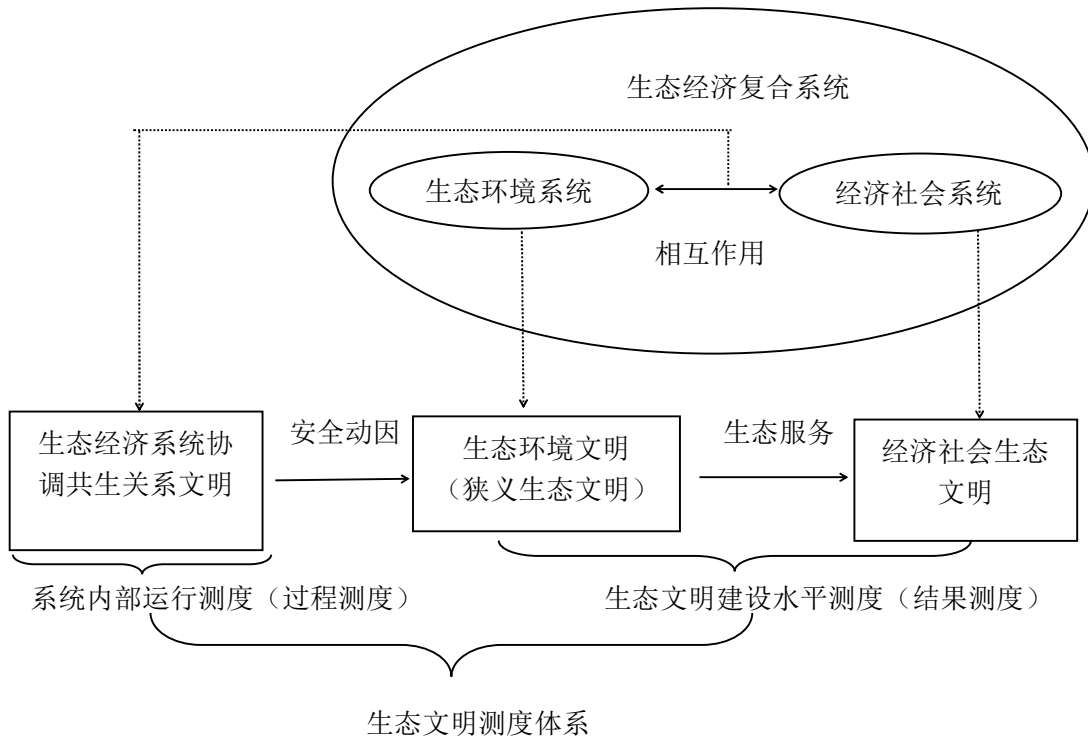 生态经济复合系统
生态环境系统
经济社会系统
相互作用
生态经济系统协
调共生关系文明
安全动因
生态环境文明
（狭义生态文明）
生态服务
经济社会生态
文明
系统内部运行测度（过程测度）
生态文明建设水平测度（结果测度）
生态文明测度体系